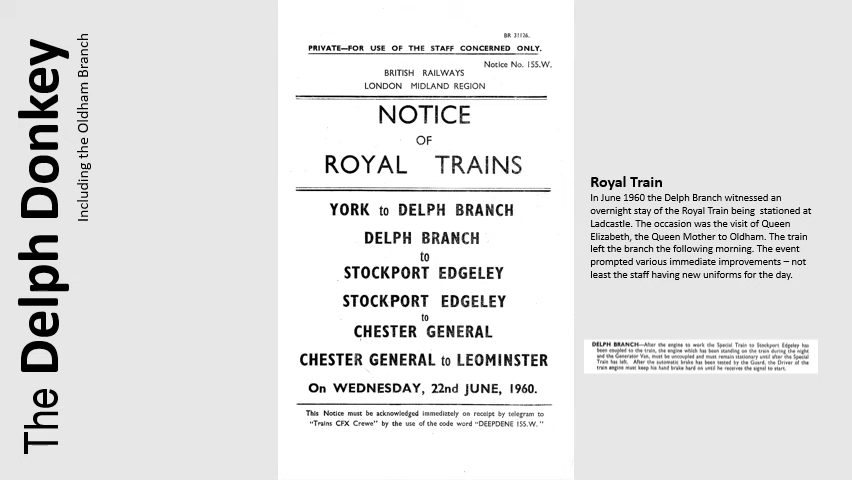 The Delph Donkey
Including the Oldham Branch
BR 31126.
PRIVATE—FOR USE OF THE STAFF CONCERNED ONLY.
Notice No. 155.W.
BRITISH RAILWAYS
LONDON MIDLAND REGION
NOTICE
OF
ROYAL TRAINS
YORK to DELPH BRANCH
DELPH BRANCH
to
STOCKPORT EDGELEY
STOCKPORT EDGELEY
to
CHESTER GENERAL
CHESTER GENERAL to LEOMINSTER
On WEDNESDAY, 22nd JUNE, 1960.
This Notice must be acknowledged immediately on receipt by telegram to
"Trains CFX Crewe" by the use of the code word "DEEPDENE 155.W."
Royal Train
In June 1960 the Delph Branch witnessed an
overnight stay of the Royal Train being stationed at
Ladcastle. The occasion was the visit of Queen
Elizabeth, the Queen Mother to Oldham. The train
left the branch the following morning. The event
prompted various immediate improvements – not
least the staff having new uniforms for the day.
DELPH BRANCH—After the engine to work the Special Train to Stockport Edgeley has
been coupled to the train, the engine which has been standing on the train during the night
and the Generator Van, must be uncoupled and must remain stationary until after the Special
Train has left. After the automatic brake has been tested by the Guard, the Driver of the
train engine must keep his hand brake hard on until he receives the signal to start.